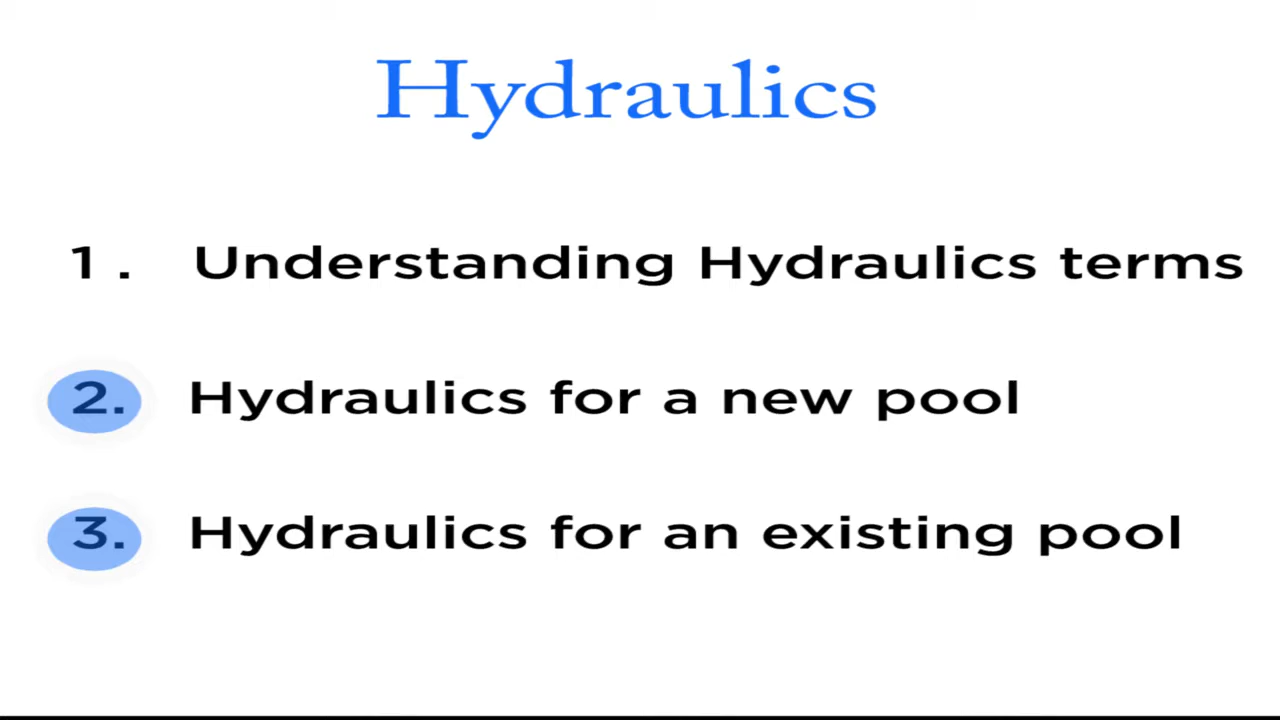 Hydraulics
1 . Understanding Hydraulics terms
2. Hydraulics for a new pool
3. Hydraulics for an existing pool